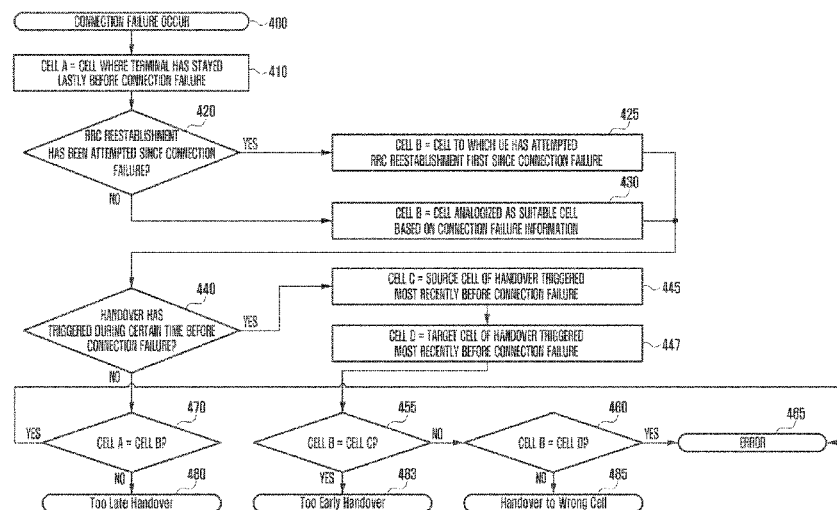 CONNECTION FAILURE OCCUR
400
CELL A = CELL WHERE TERMINAL HAS STAYED
LASTLY BEFORE CONNECTION FAILURE
410
420
RRC REESTABLISHMENT
HAS BEEN ATTEMPTED SINCE CONNECTION
FAILURE?
YES
NO
425
CELL B = CELL TO WHICH UE HAS ATTEMPTED
RRC REESTABLISHMENT FIRST SINCE CONNECTION FAILURE
430
CELL B = CELL ANALOGIZED AS SUITABLE CELL
BASED ON CONNECTION FAILURE INFORMATION
440
HANDOVER HAS
TRIGGERED DURING CERTAIN TIME BEFORE
CONNECTION FAILURE?
YES
NO
CELL C = SOURCE CELL OF HANDOVER TRIGGERED
MOST RECENTLY BEFORE CONNECTION FAILURE
445
CELL D = TARGET CELL OF HANDOVER TRIGGERED
MOST RECENTLY BEFORE CONNECTION FAILURE
447
470
YES
CELL A = CELL B?
NO
455
CELL B = CELL C?
NO
YES
460
CELL B = CELL D?
YES
NO
465
ERROR
480
Too Late Handover
483
Too Early Handover
485
Handover to Wrong Cell